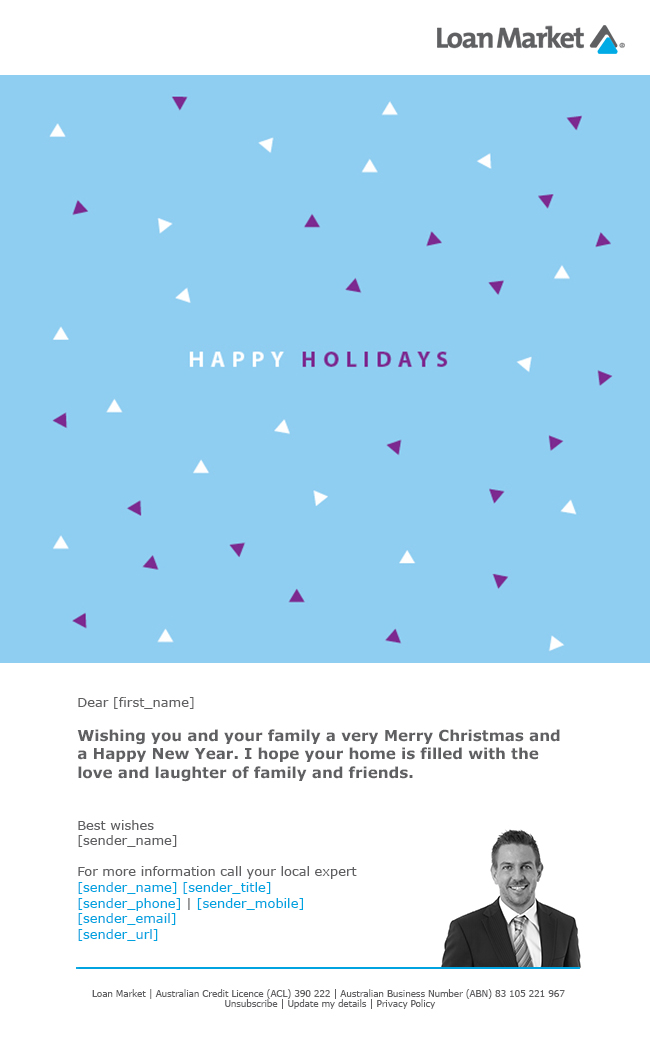 Loan Market
HAPPY HOLIDAYS
Dear [first_name]
Wishing you and your family a very Merry Christmas and
a Happy New Year. I hope your home is filled with the
love and laughter of family and friends.
Best wishes
[sender_name]
For more information call your local expert
[sender_name] [sender_title]
[sender_phone] | [sender_mobile]
[sender_email]
[sender_url]
Loan Market | Australian Credit Licence (ACL) 390 222 | Australian Business Number (ABN) 83 105 221 967
Unsubscribe | Update my details | Privacy Policy